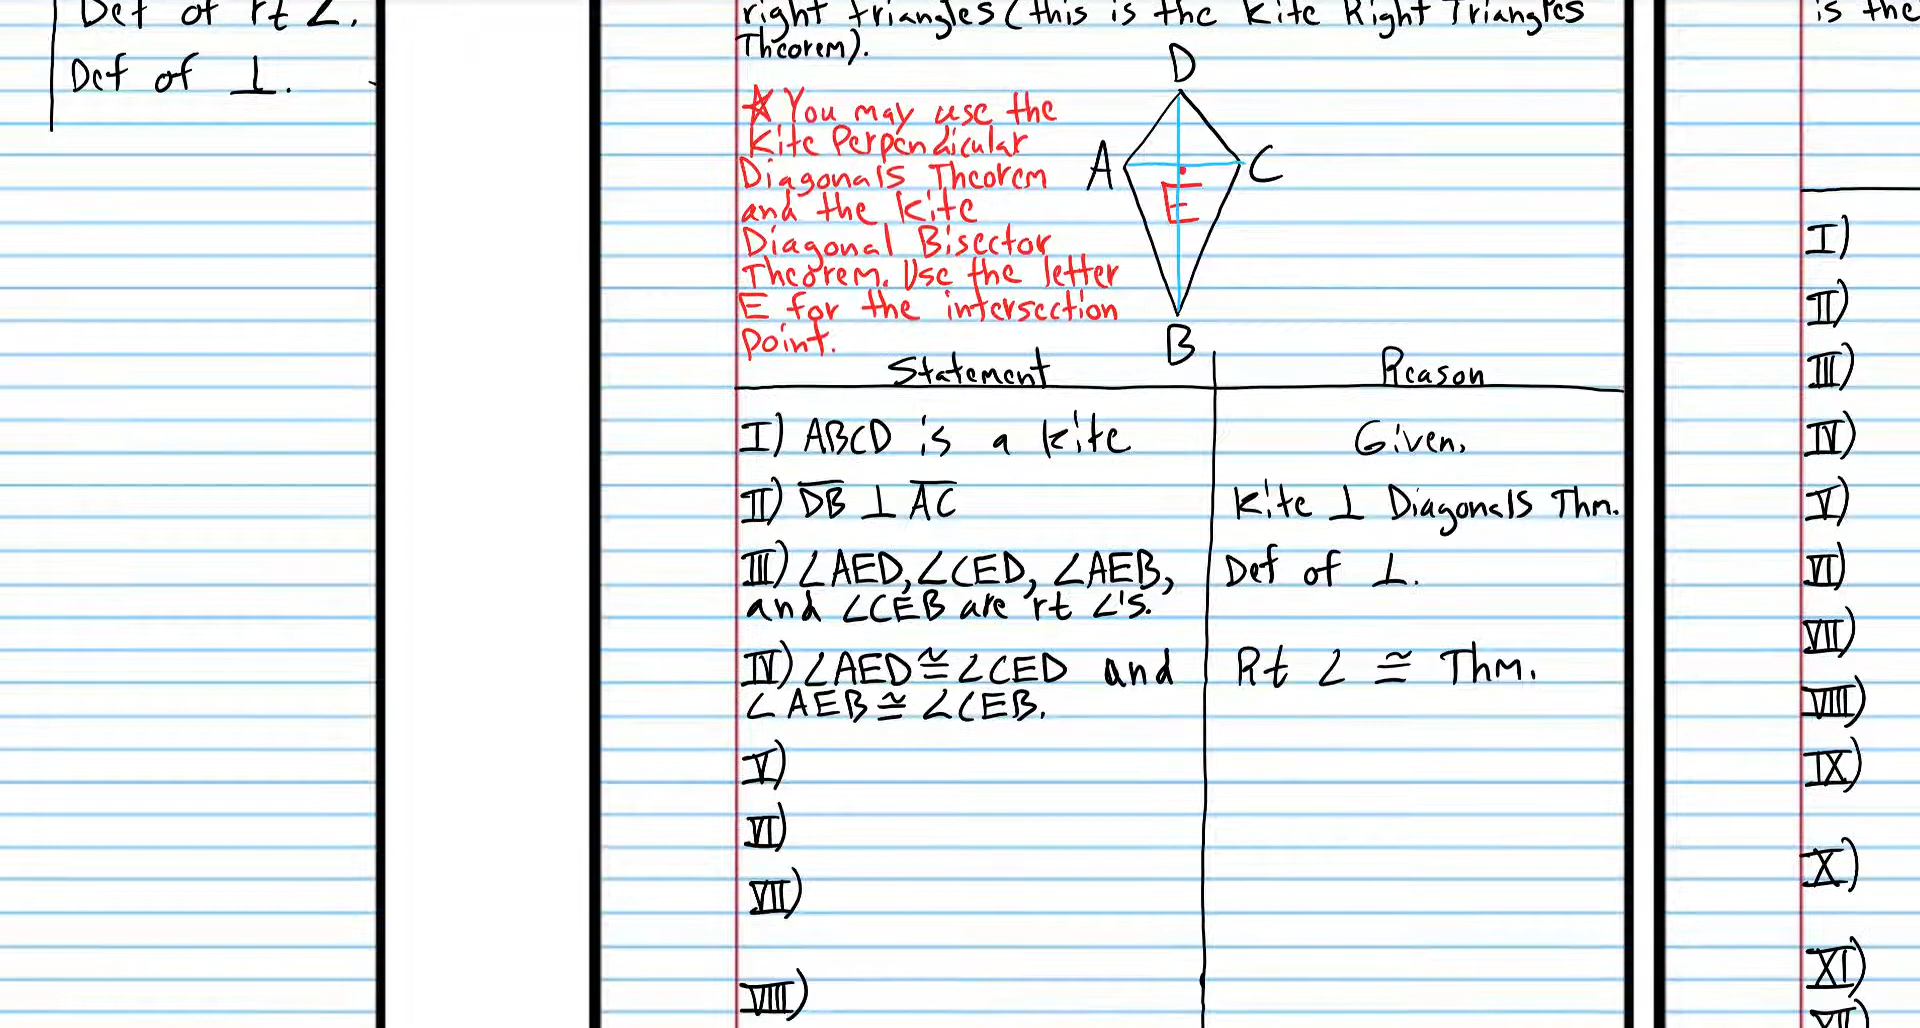 Def of rt ∠.
Def of ⊥.
right triangles (this is the Kite Right Triangles
Theorem).
☆ You may use the
Kite Perpendicular
Diagonals Theorem
and the kite
Diagonal Bisector
Theorem. Use the letter
E for the intersection
Point.
D
A
C
E
B
Statement
Reason
I) ABCD is a kite
Given.
II) D̅B̅ ⊥ A̅C̅
Kite ⊥ Diagonals Thm.
III) ∠AED, ∠CED, ∠AEB,
and ∠CEB are rt ∠'s.
Def of ⊥.
IV) ∠AED ≅ ∠CED and
∠AEB ≅ ∠CEB.
Rt ∠ ≅ Thm.
V)
VI)
VII)
VIII)
is the
I)
II)
III)
IV)
V)
VI)
VII)
VIII)
IX)
X)
XI)